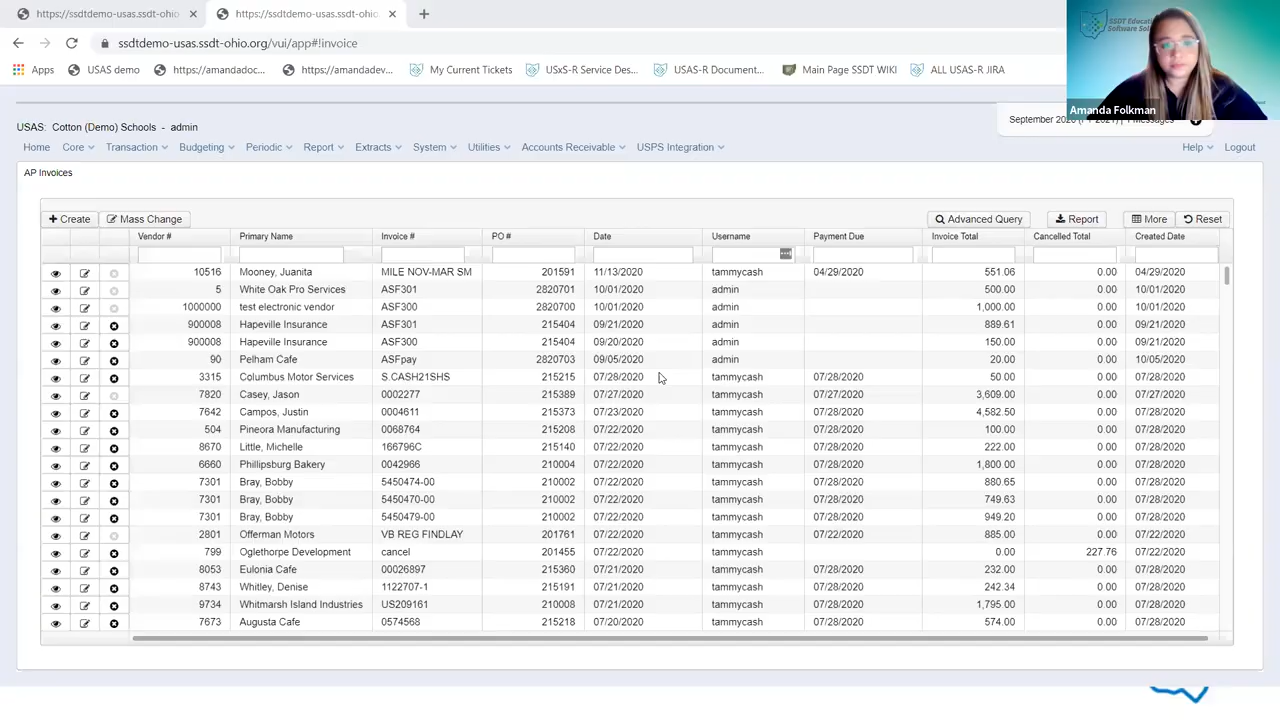 https://ssdtdemo-usas.ssdt-ohio. × https://ssdtdemo-usas.ssdt-ohio. × +
ssdtdemo-usas.ssdt-ohio.org/vui/app#!invoice
Apps USAS demo https://amandadoc... https://amandadev... My Current Tickets USxS-R Service Des... USAS-R Document... Main Page SSDT WIKI ALL USAS-R JIRA
Amanda Folkman
USAS: Cotton (Demo) Schools - admin
Home Core Transaction Budgeting Periodic Report Extracts System Utilities Accounts Receivable USPS Integration Help Logout
AP Invoices
Create Mass Change Advanced Query Report More Reset
Vendor # Primary Name Invoice # PO # Date Username Payment Due Invoice Total Cancelled Total Created Date
10516 Mooney, Juanita MILE NOV-MAR SM 201591 11/13/2020 tammycash 04/29/2020 551.06 0.00 04/29/2020
5 White Oak Pro Services ASF301 2820701 10/01/2020 admin 500.00 0.00 10/01/2020
1000000 test electronic vendor ASF300 2820700 10/01/2020 admin 1,000.00 0.00 10/01/2020
900008 Hapeville Insurance ASF301 215404 09/21/2020 admin 889.61 0.00 09/21/2020
900008 Hapeville Insurance ASF300 215404 09/20/2020 admin 150.00 0.00 09/21/2020
90 Pelham Cafe ASFpay 2820703 09/05/2020 admin 20.00 0.00 10/05/2020
3315 Columbus Motor Services S.CASH21SHS 215215 07/28/2020 tammycash 07/28/2020 50.00 0.00 07/28/2020
7820 Casey, Jason 0002277 215389 07/27/2020 tammycash 07/27/2020 3,609.00 0.00 07/27/2020
7642 Campos, Justin 0004611 215373 07/23/2020 tammycash 07/28/2020 4,582.50 0.00 07/28/2020
504 Pineora Manufacturing 0068764 215208 07/22/2020 tammycash 07/28/2020 100.00 0.00 07/28/2020
8670 Little, Michelle 166796C 215140 07/22/2020 tammycash 07/28/2020 222.00 0.00 07/28/2020
6660 Phillipsburg Bakery 0042966 210004 07/22/2020 tammycash 07/28/2020 1,800.00 0.00 07/28/2020
7301 Bray, Bobby 5450474-00 210002 07/22/2020 tammycash 07/28/2020 880.65 0.00 07/28/2020
7301 Bray, Bobby 5450470-00 210002 07/22/2020 tammycash 07/28/2020 749.63 0.00 07/28/2020
7301 Bray, Bobby 5450479-00 210002 07/22/2020 tammycash 07/28/2020 949.20 0.00 07/28/2020
2801 Offerman Motors VB REG FINDLAY 201761 07/22/2020 tammycash 07/22/2020 885.00 0.00 07/22/2020
799 Oglethorpe Development cancel 201455 07/22/2020 tammycash 0.00 227.76 07/22/2020
8053 Eulonia Cafe 00026897 215360 07/21/2020 tammycash 07/28/2020 232.00 0.00 07/28/2020
8743 Whitley, Denise 1122707-1 215191 07/21/2020 tammycash 07/28/2020 242.34 0.00 07/28/2020
9734 Whitmarsh Island Industries US209161 210008 07/21/2020 tammycash 07/28/2020 1,795.00 0.00 07/28/2020
7673 Augusta Cafe 0574568 215218 07/20/2020 tammycash 07/28/2020 574.00 0.00 07/28/2020